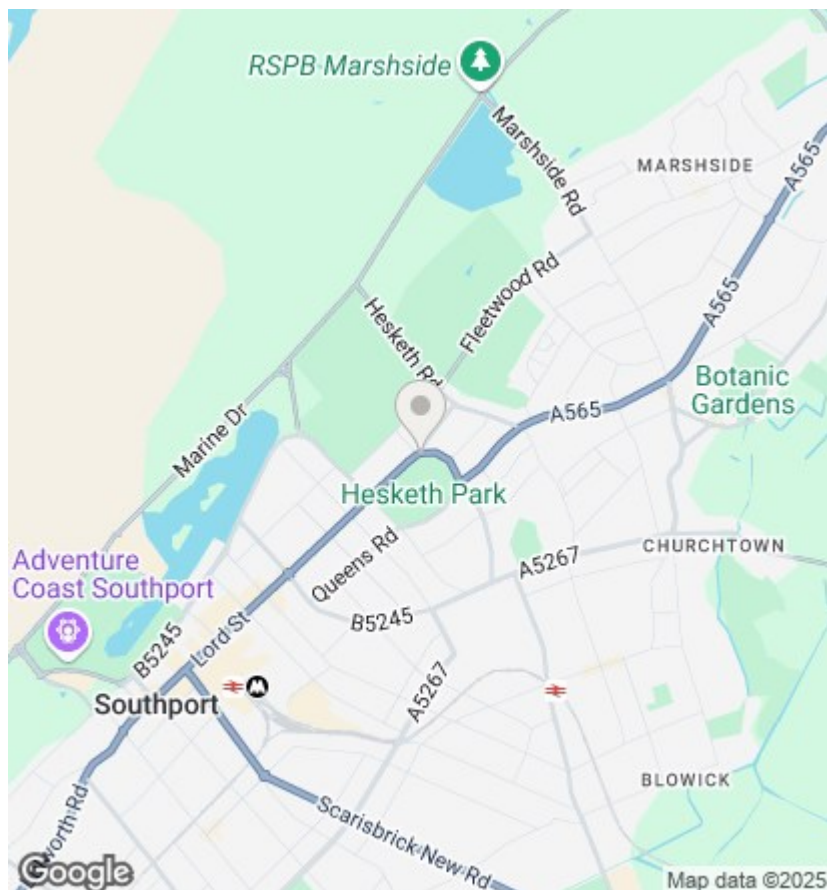 RSPB Marshside
Marshside Rd
MARSHSIDE
A565
Fleetwood Rd
A565
Hesketh Rd
Botanic
Gardens
A565
Marine Dr
Hesketh Park
Queens Rd
CHURCHTOWN
A5267
Adventure
Coast Southport
B5245
B5245
Lord St
A5267
Southport
BLOWICK
Scarisbrick New Rd
worth Rd
Google
Map data ©2025